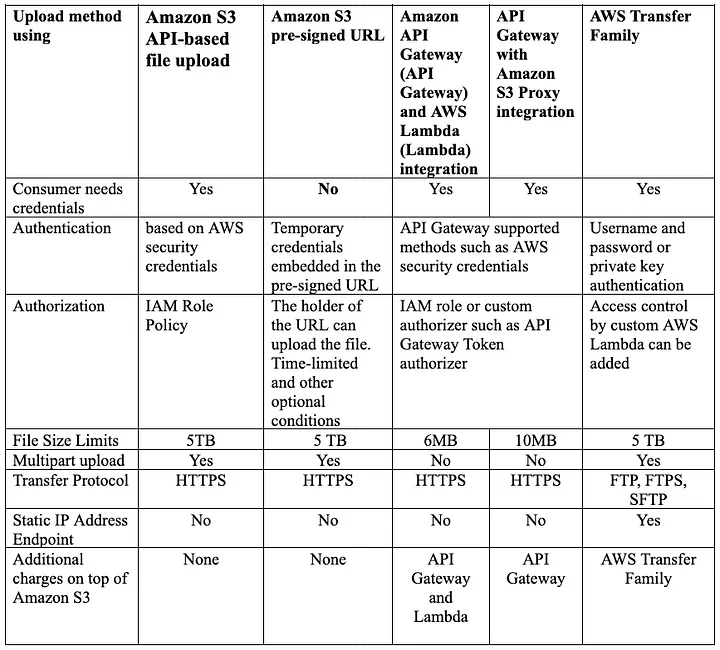 Upload method
using
Amazon S3
API-based
file upload
Amazon S3
pre-signed URL
Amazon
API
Gateway
(API
Gateway)
and AWS
Lambda
(Lambda)
integration
API
Gateway
with
Amazon
S3 Proxy
integration
AWS Transfer
Family
Consumer needs
credentials
Yes
No
Yes
Yes
Yes
Authentication
based on AWS
security
credentials
Temporary
credentials
embedded in the
pre-signed URL
API Gateway supported
methods such as AWS
security credentials
Username and
password or
private key
authentication
Authorization
IAM Role
Policy
The holder of
the URL can
upload the file.
Time-limited
and other
optional
conditions
IAM role or custom
authorizer such as API
Gateway Token
authorizer
Access control
by custom AWS
Lambda can be
added
File Size Limits
5TB
5 TB
6MB
10MB
5 TB
Multipart upload
Yes
Yes
No
No
Yes
Transfer Protocol
HTTPS
HTTPS
HTTPS
HTTPS
FTP, FTPS,
SFTP
Static IP Address
Endpoint
No
No
No
No
Yes
Additional
charges on top of
Amazon S3
None
None
API
Gateway
and
Lambda
API
Gateway
AWS Transfer
Family